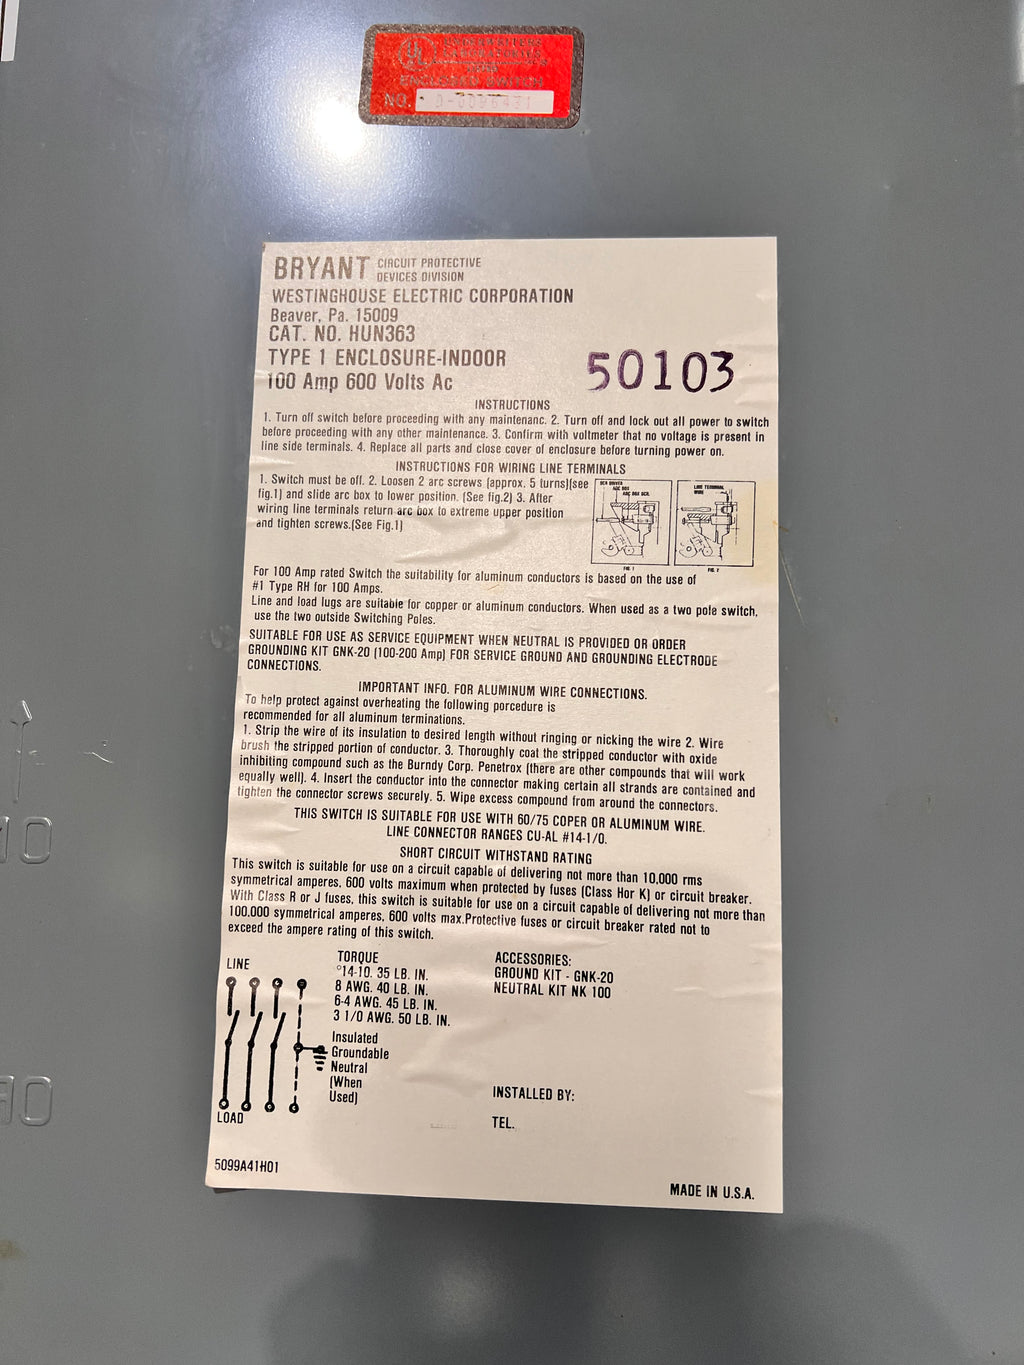 UNDERWRITERS
LABORATORIES
ENCLOSED SWITCH
NO.
BRYANT CIRCUIT PROTECTIVE
DEVICES DIVISION
WESTINGHOUSE ELECTRIC CORPORATION
Beaver, Pa. 15009
CAT. NO. HUN363
TYPE 1 ENCLOSURE-INDOOR
100 Amp 600 Volts Ac
50103
INSTRUCTIONS
1. Turn off switch before proceeding with any maintenanc. 2. Turn off and lock out all power to switch
before proceeding with any other maintenance. 3. Confirm with voltmeter that no voltage is present in
line side terminals. 4. Replace all parts and close cover of enclosure before turning power on.
INSTRUCTIONS FOR WIRING LINE TERMINALS
1. Switch must be off. 2. Loosen 2 arc screws (approx. 5 turns)(see
fig.1) and slide arc box to lower position. (See fig.2) 3. After
wiring line terminals return arc box to extreme upper position
and tighten screws.(See Fig.1)
SCR DRIVER
ARC BOX
ARC BOX SCR.
FIG. 1
LINE TERMINAL
WIRE
FIG. 2
For 100 Amp rated Switch the suitability for aluminum conductors is based on the use of
#1 Type RH for 100 Amps.
Line and load lugs are suitable for copper or aluminum conductors. When used as a two pole switch,
use the two outside Switching Poles.
SUITABLE FOR USE AS SERVICE EQUIPMENT WHEN NEUTRAL IS PROVIDED OR ORDER
GROUNDING KIT GNK-20 (100-200 Amp) FOR SERVICE GROUND AND GROUNDING ELECTRODE
CONNECTIONS.
IMPORTANT INFO. FOR ALUMINUM WIRE CONNECTIONS.
To help protect against overheating the following porcedure is
recommended for all aluminum terminations.
1. Strip the wire of its insulation to desired length without ringing or nicking the wire 2. Wire
brush the stripped portion of conductor. 3. Thoroughly coat the stripped conductor with oxide
inhibiting compound such as the Burndy Corp. Penetrox (there are other compounds that will work
equally well). 4. Insert the conductor into the connector making certain all strands are contained and
tighten the connector screws securely. 5. Wipe excess compound from around the connectors.
THIS SWITCH IS SUITABLE FOR USE WITH 60/75 COPER OR ALUMINUM WIRE.
LINE CONNECTOR RANGES CU-AL #14-1/0.
SHORT CIRCUIT WITHSTAND RATING
This switch is suitable for use on a circuit capable of delivering not more than 10,000 rms
symmetrical amperes, 600 volts maximum when protected by fuses (Class Hor K) or circuit breaker.
With Class R or J fuses, this switch is suitable for use on a circuit capable of delivering not more than
100,000 symmetrical amperes, 600 volts max.Protective fuses or circuit breaker rated not to
exceed the ampere rating of this switch.
LINE
LOAD
TORQUE
°14-10. 35 LB. IN.
8 AWG. 40 LB. IN.
6-4 AWG. 45 LB. IN.
3 1/0 AWG. 50 LB. IN.
Insulated
Groundable
Neutral
(When
Used)
ACCESSORIES:
GROUND KIT - GNK-20
NEUTRAL KIT NK 100
INSTALLED BY:
TEL.
5099A41H01
MADE IN U.S.A.